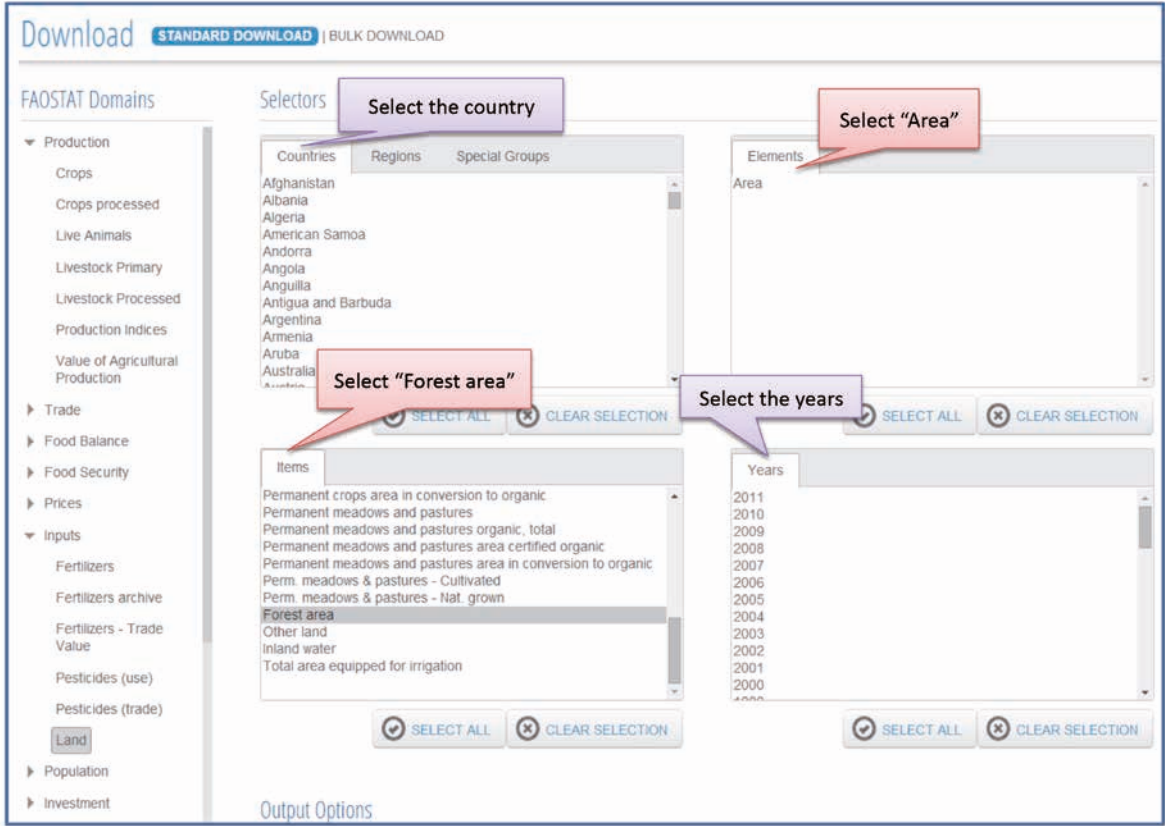 Download STANDARD DOWNLOAD | BULK DOWNLOAD
FAOSTAT Domains
Production
Crops
Crops processed
Live Animals
Livestock Primary
Livestock Processed
Production Indices
Value of Agricultural
Production
Trade
Food Balance
Food Security
Prices
Inputs
Fertilizers
Fertilizers archive
Fertilizers - Trade
Value
Pesticides (use)
Pesticides (trade)
Land
Population
Investment
Selectors
Select the country
Countries Regions Special Groups
Afghanistan
Albania
Algeria
American Samoa
Andorra
Angola
Anguilla
Antigua and Barbuda
Argentina
Armenia
Aruba
Australia
SELECT ALL CLEAR SELECTION
Select "Area"
Elements
Area
SELECT ALL CLEAR SELECTION
Select "Forest area"
Items
Permanent crops area in conversion to organic
Permanent meadows and pastures
Permanent meadows and pastures organic, total
Permanent meadows and pastures area certified organic
Permanent meadows and pastures area in conversion to organic
Perm. meadows & pastures - Cultivated
Perm. meadows & pastures - Nat. grown
Forest area
Other land
Inland water
Total area equipped for irrigation
SELECT ALL CLEAR SELECTION
Select the years
Years
2011
2010
2009
2008
2007
2006
2005
2004
2003
2002
2001
2000
SELECT ALL CLEAR SELECTION
Output Options